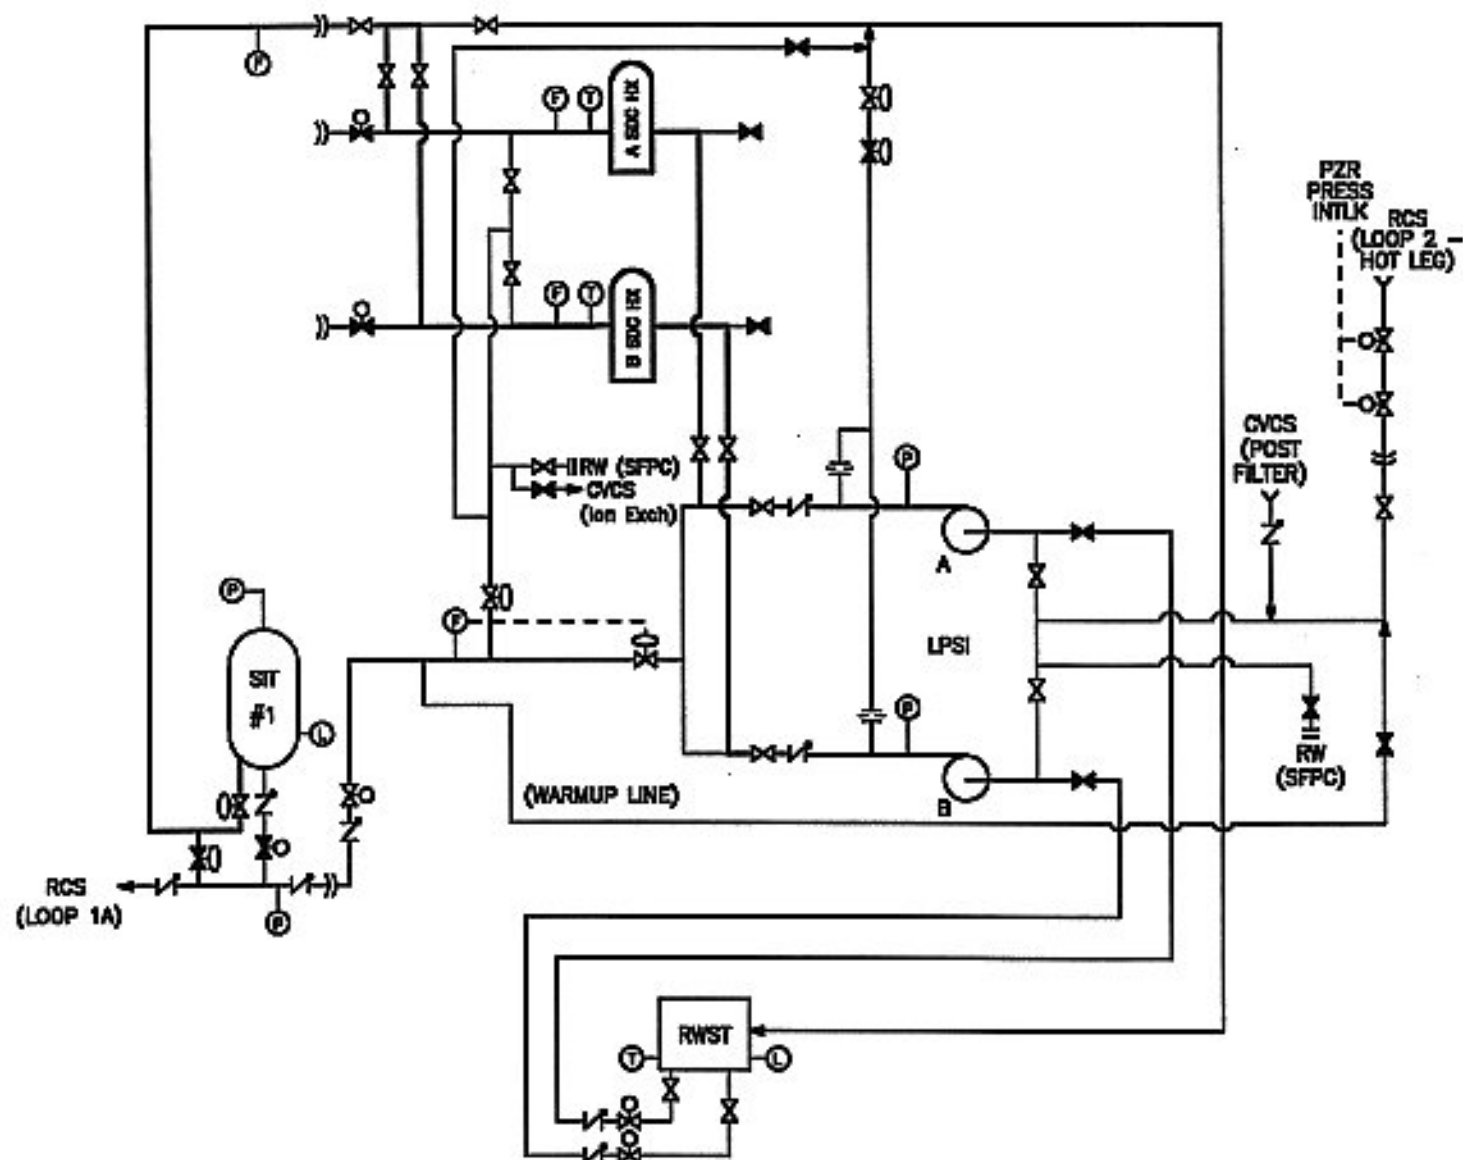 F
F
T
A SDC HX
PZR
PRESS
INTLK
RCS
(LOOP 2 –
HOT LEG)
F
T
B SDC HX
CVCS
(POST
FILTER)
RW (SFPC)
CVCS
(Ion Exch)
P
A
P
F
LPSI
SIT
#1
L
P
RW
(SFPC)
(WARMUP LINE)
B
RCS
(LOOP 1A)
P
RWST
T
L